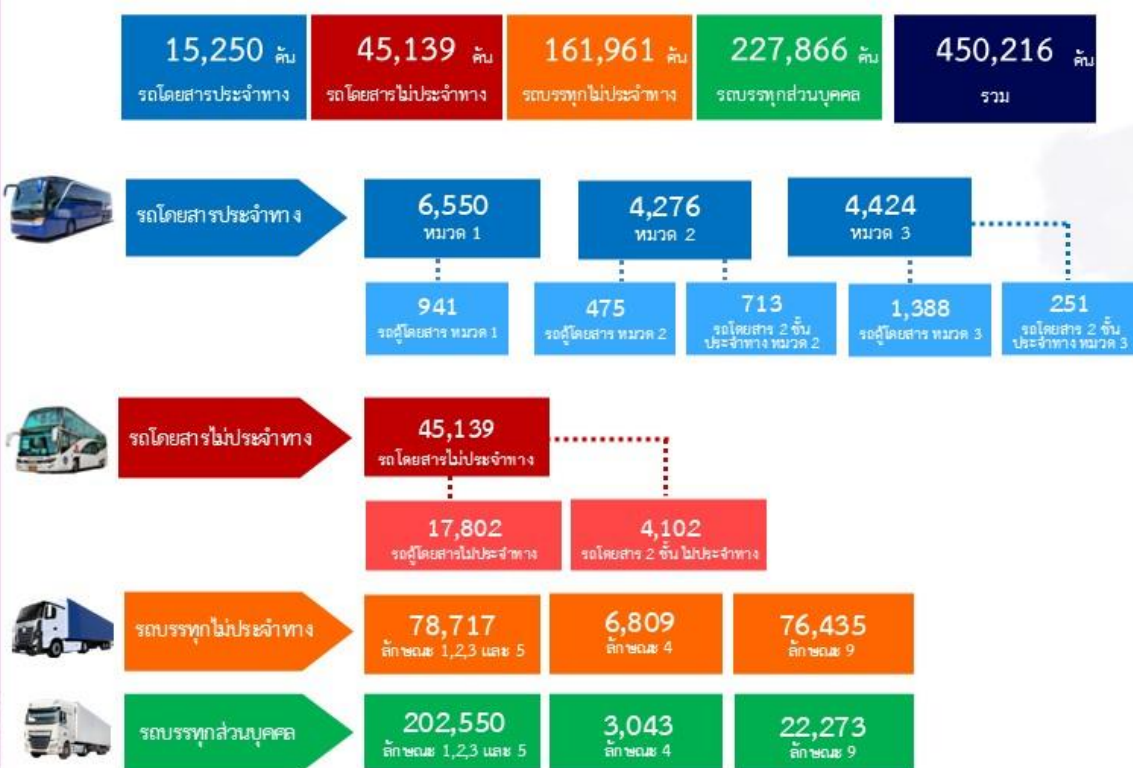 15,250 คัน
รถโดยสารประจำทาง
45,139 คัน
รถโดยสารไม่ประจำทาง
161,961 คัน
รถบรรทุกไม่ประจำทาง
227,866 คัน
รถบรรทุกส่วนบุคคล
450,216 คัน
รวม
รถโดยสารประจำทาง
6,550
หมวด 1
4,276
หมวด 2
4,424
หมวด 3
941
รถตู้โดยสาร หมวด 1
475
รถตู้โดยสาร หมวด 2
713
รถโดยสาร 2 ชั้น
ประจำทาง หมวด 2
1,388
รถตู้โดยสาร หมวด 3
251
รถโดยสาร 2 ชั้น
ประจำทาง หมวด 3
รถโดยสารไม่ประจำทาง
45,139
รถโดยสารไม่ประจำทาง
17,802
รถตู้โดยสารไม่ประจำทาง
4,102
รถโดยสาร 2 ชั้น ไม่ประจำทาง
รถบรรทุกไม่ประจำทาง
78,717
ลักษณะ 1,2,3 และ 5
6,809
ลักษณะ 4
76,435
ลักษณะ 9
รถบรรทุกส่วนบุคคล
202,550
ลักษณะ 1,2,3 และ 5
3,043
ลักษณะ 4
22,273
ลักษณะ 9